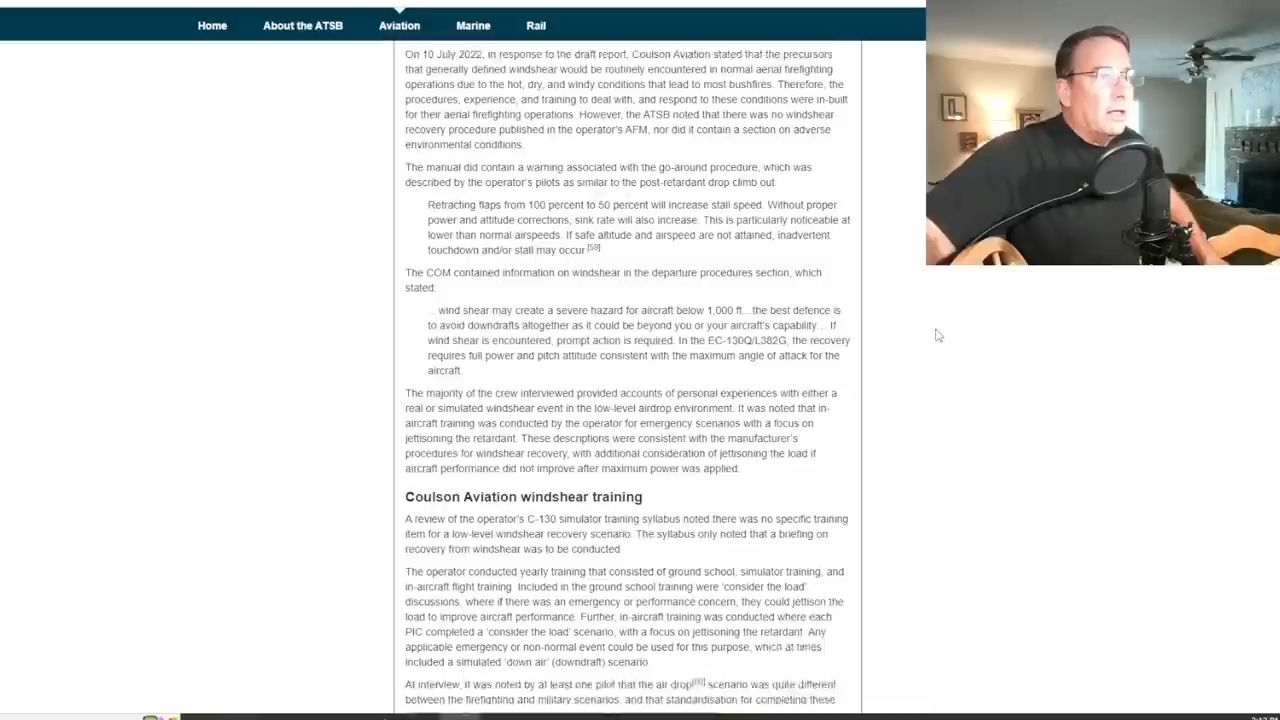 Home About the ATSB Aviation Marine Rail
On 10 July 2022, in response to the draft report, Coulson Aviation stated that the precursors
that generally defined windshear would be routinely encountered in normal aerial firefighting
operations due to the hot, dry, and windy conditions that lead to most bushfires. Therefore, the
procedures, experience, and training to deal with, and respond to these conditions were in-built
for their aerial firefighting operations. However, the ATSB noted that there was no windshear
recovery procedure published in the operator's AFM, nor did it contain a section on adverse
environmental conditions.
The manual did contain a warning associated with the go-around procedure, which was
described by the operator's pilots as similar to the post-retardant drop climb out
Retracting flaps from 100 percent to 50 percent will increase stall speed. Without proper
power and attitude corrections, sink rate will also increase. This is particularly noticeable at
lower than normal airspeeds. If safe altitude and airspeed are not attained, inadvertent
touchdown and/or stall may occur.[59]
The COM contained information on windshear in the departure procedures section, which
stated:
... wind shear may create a severe hazard for aircraft below 1,000 ft...the best defence is
to avoid downdrafts altogether as it could be beyond you or your aircraft's capability... If
wind shear is encountered, prompt action is required. In the EC-130Q/L382G, the recovery
requires full power and pitch attitude consistent with the maximum angle of attack for the
aircraft.
The majority of the crew interviewed provided accounts of personal experiences with either a
real or simulated windshear event in the low-level airdrop environment. It was noted that in-
aircraft training was conducted by the operator for emergency scenarios with a focus on
jettisoning the retardant. These descriptions were consistent with the manufacturer's
procedures for windshear recovery, with additional consideration of jettisoning the load if
aircraft performance did not improve after maximum power was applied.
Coulson Aviation windshear training
A review of the operator's C-130 simulator training syllabus noted there was no specific training
item for a low-level windshear recovery scenario. The syllabus only noted that a briefing on
recovery from windshear was to be conducted
The operator conducted yearly training that consisted of ground school, simulator training, and
in-aircraft flight training. Included in the ground school training were 'consider the load'
discussions, where if there was an emergency or performance concern, they could jettison the
load to improve aircraft performance. Further, in-aircraft training was conducted where each
PIC completed a 'consider the load' scenario, with a focus on jettisoning the retardant. Any
applicable emergency or non-normal event could be used for this purpose, which at times
included a simulated 'down air' (downdraft) scenario
At interview, it was noted by at least one pilot that the air drop scenario was quite different
between the firefighting and military scenarios, and that standardisation for completing these